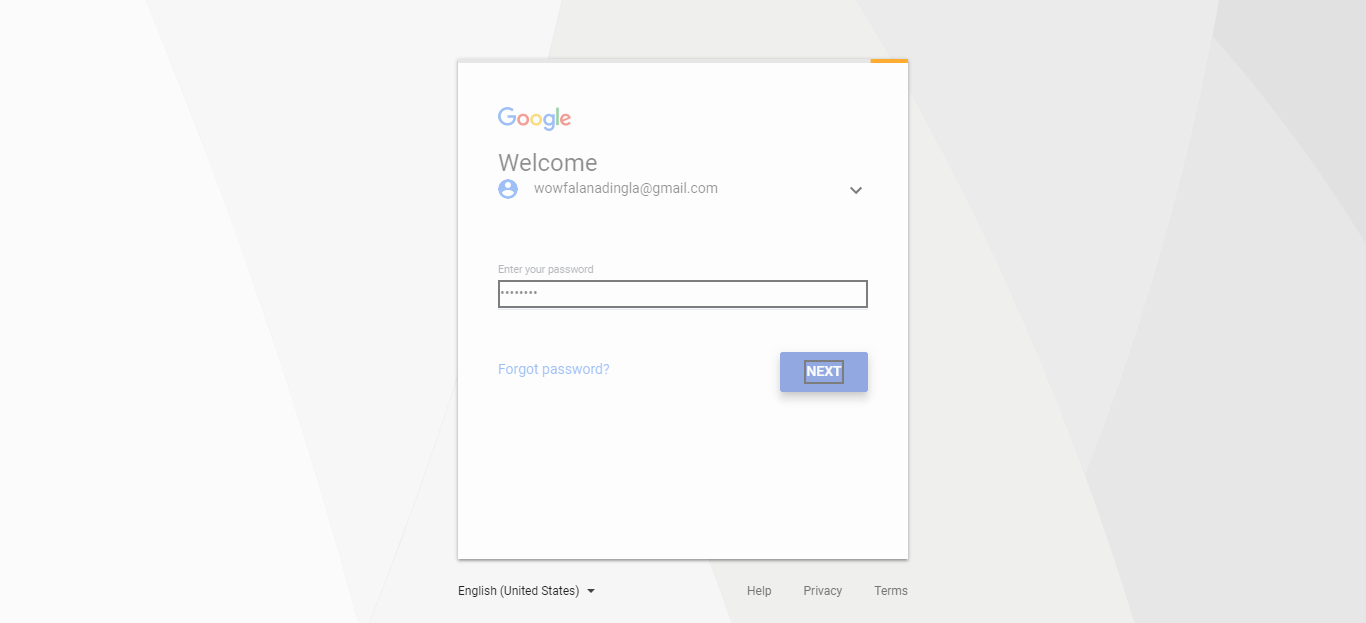 Google
Welcome
wowfalanadingla@gmail.com
Enter your password
••••••••
Forgot password?
NEXT
English (United States)
Help
Privacy
Terms